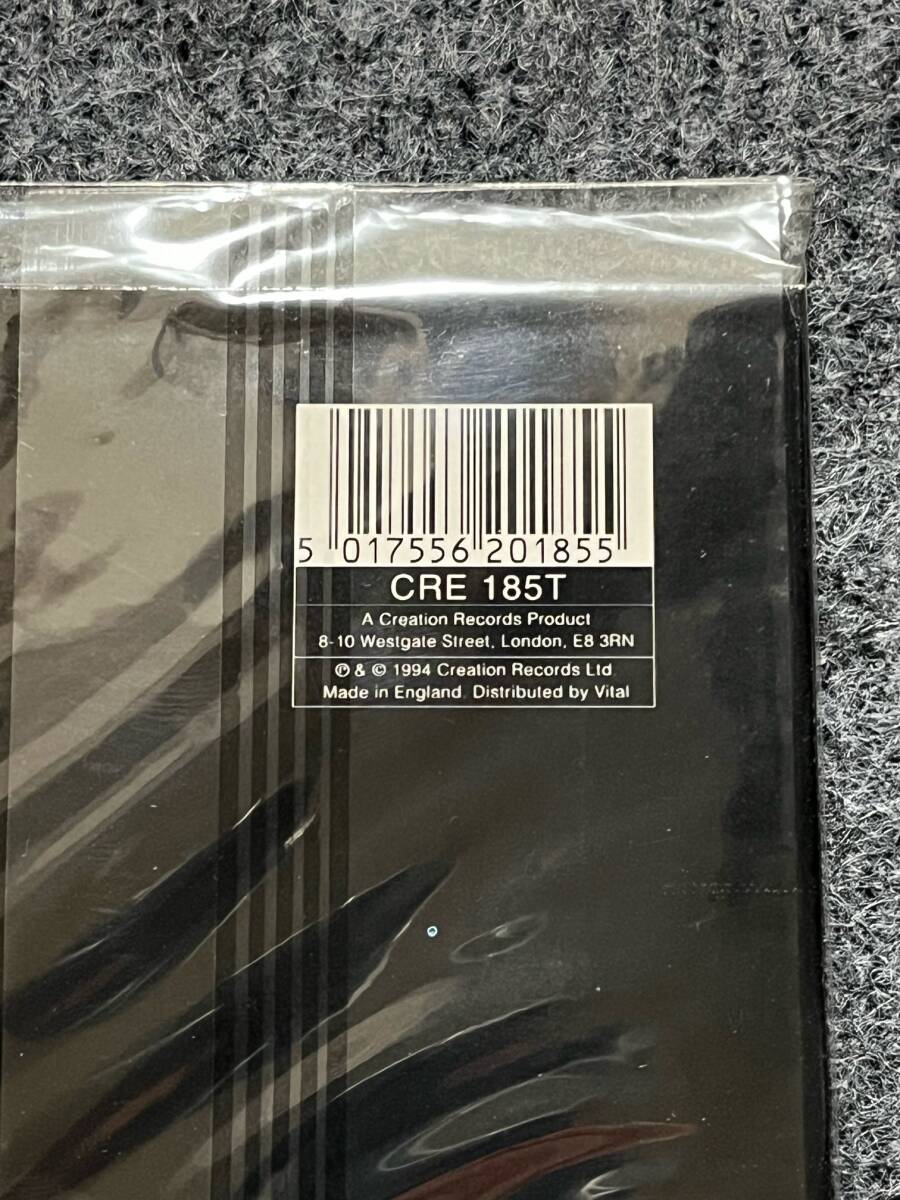 5 017556 201855
CRE 185T
A Creation Records Product
8-10 Westgate Street, London, E8 3RN
℗ & © 1994 Creation Records Ltd
Made in England. Distributed by Vital